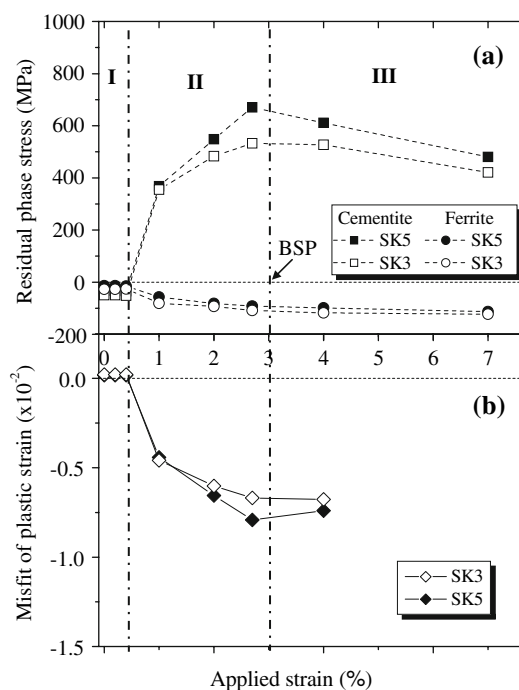 1000
800
600
400
200
0
-200
Residual phase stress (MPa)
I
II
III
(a)
BSP
Cementite Ferrite
SK5 SK5
SK3 SK3
0 1 2 3 4 5 6 7
0.0
-0.5
-1.0
-1.5
Misfit of plastic strain (x10⁻²)
(b)
SK3
SK5
Applied strain (%)